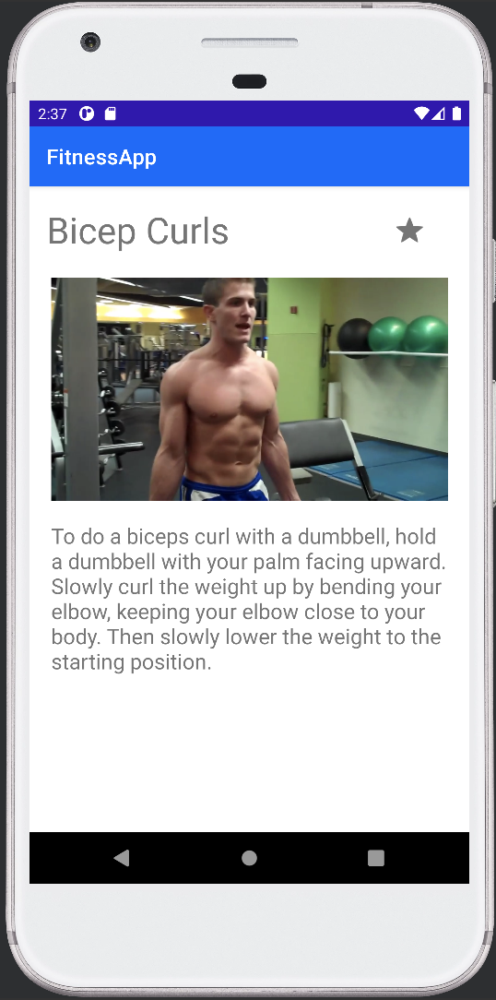 2:37
FitnessApp
Bicep Curls
To do a biceps curl with a dumbbell, hold
a dumbbell with your palm facing upward.
Slowly curl the weight up by bending your
elbow, keeping your elbow close to your
body. Then slowly lower the weight to the
starting position.